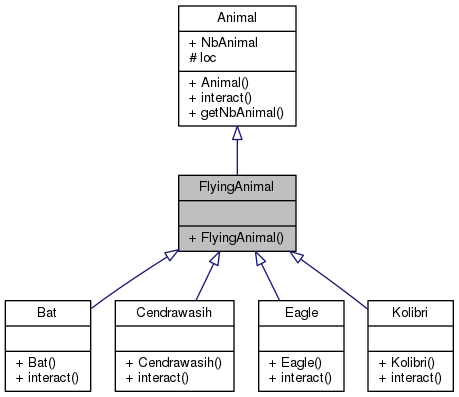 Animal
+ NbAnimal
# loc
+ Animal()
+ interact()
+ getNbAnimal()
FlyingAnimal
+ FlyingAnimal()
Bat
+ Bat()
+ interact()
Cendrawasih
+ Cendrawasih()
+ interact()
Eagle
+ Eagle()
+ interact()
Kolibri
+ Kolibri()
+ interact()